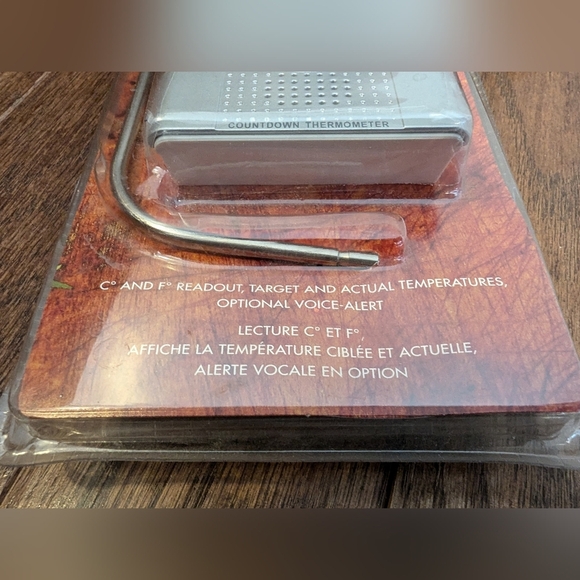 COUNTDOWN THERMOMETER
C° AND F° READOUT, TARGET AND ACTUAL TEMPERATURES,
OPTIONAL VOICE-ALERT
LECTURE C° ET F°,
AFFICHE LA TEMPÉRATURE CIBLÉE ET ACTUELLE,
ALERTE VOCALE EN OPTION